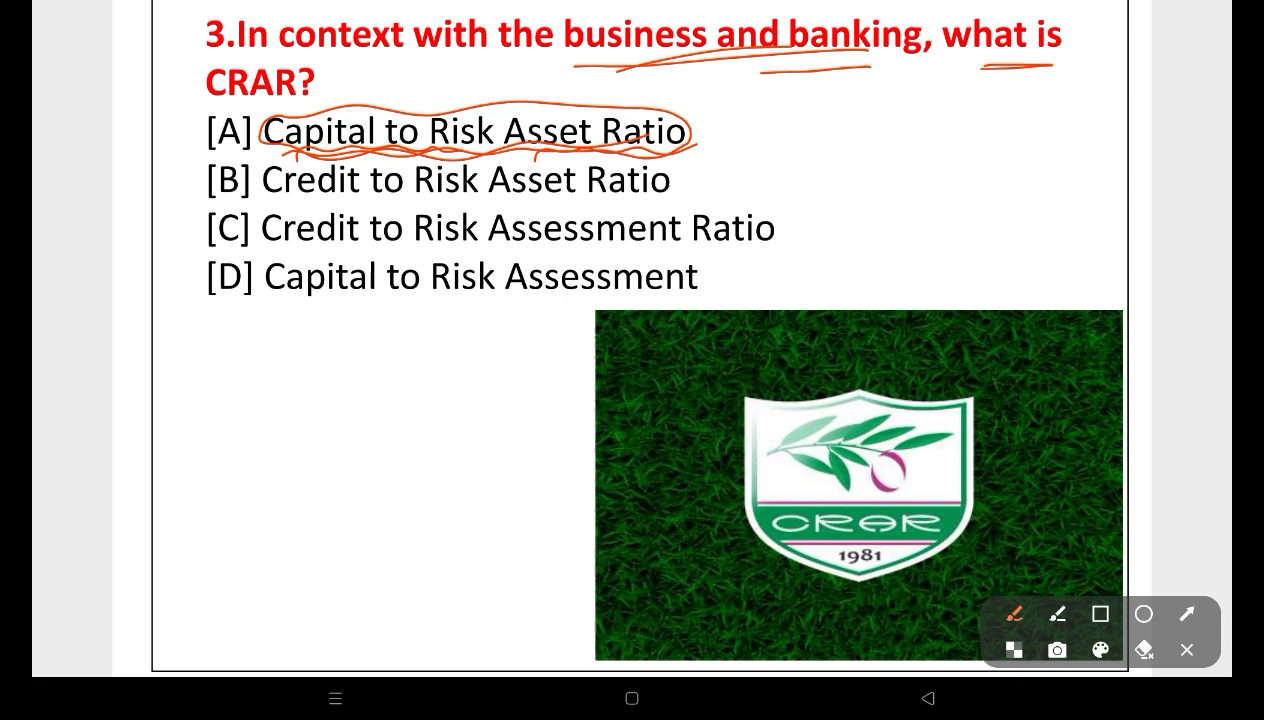 3.In context with the business and banking, what is
CRAR?
[A] Capital to Risk Asset Ratio
[B] Credit to Risk Asset Ratio
[C] Credit to Risk Assessment Ratio
[D] Capital to Risk Assessment
CRAR
1981